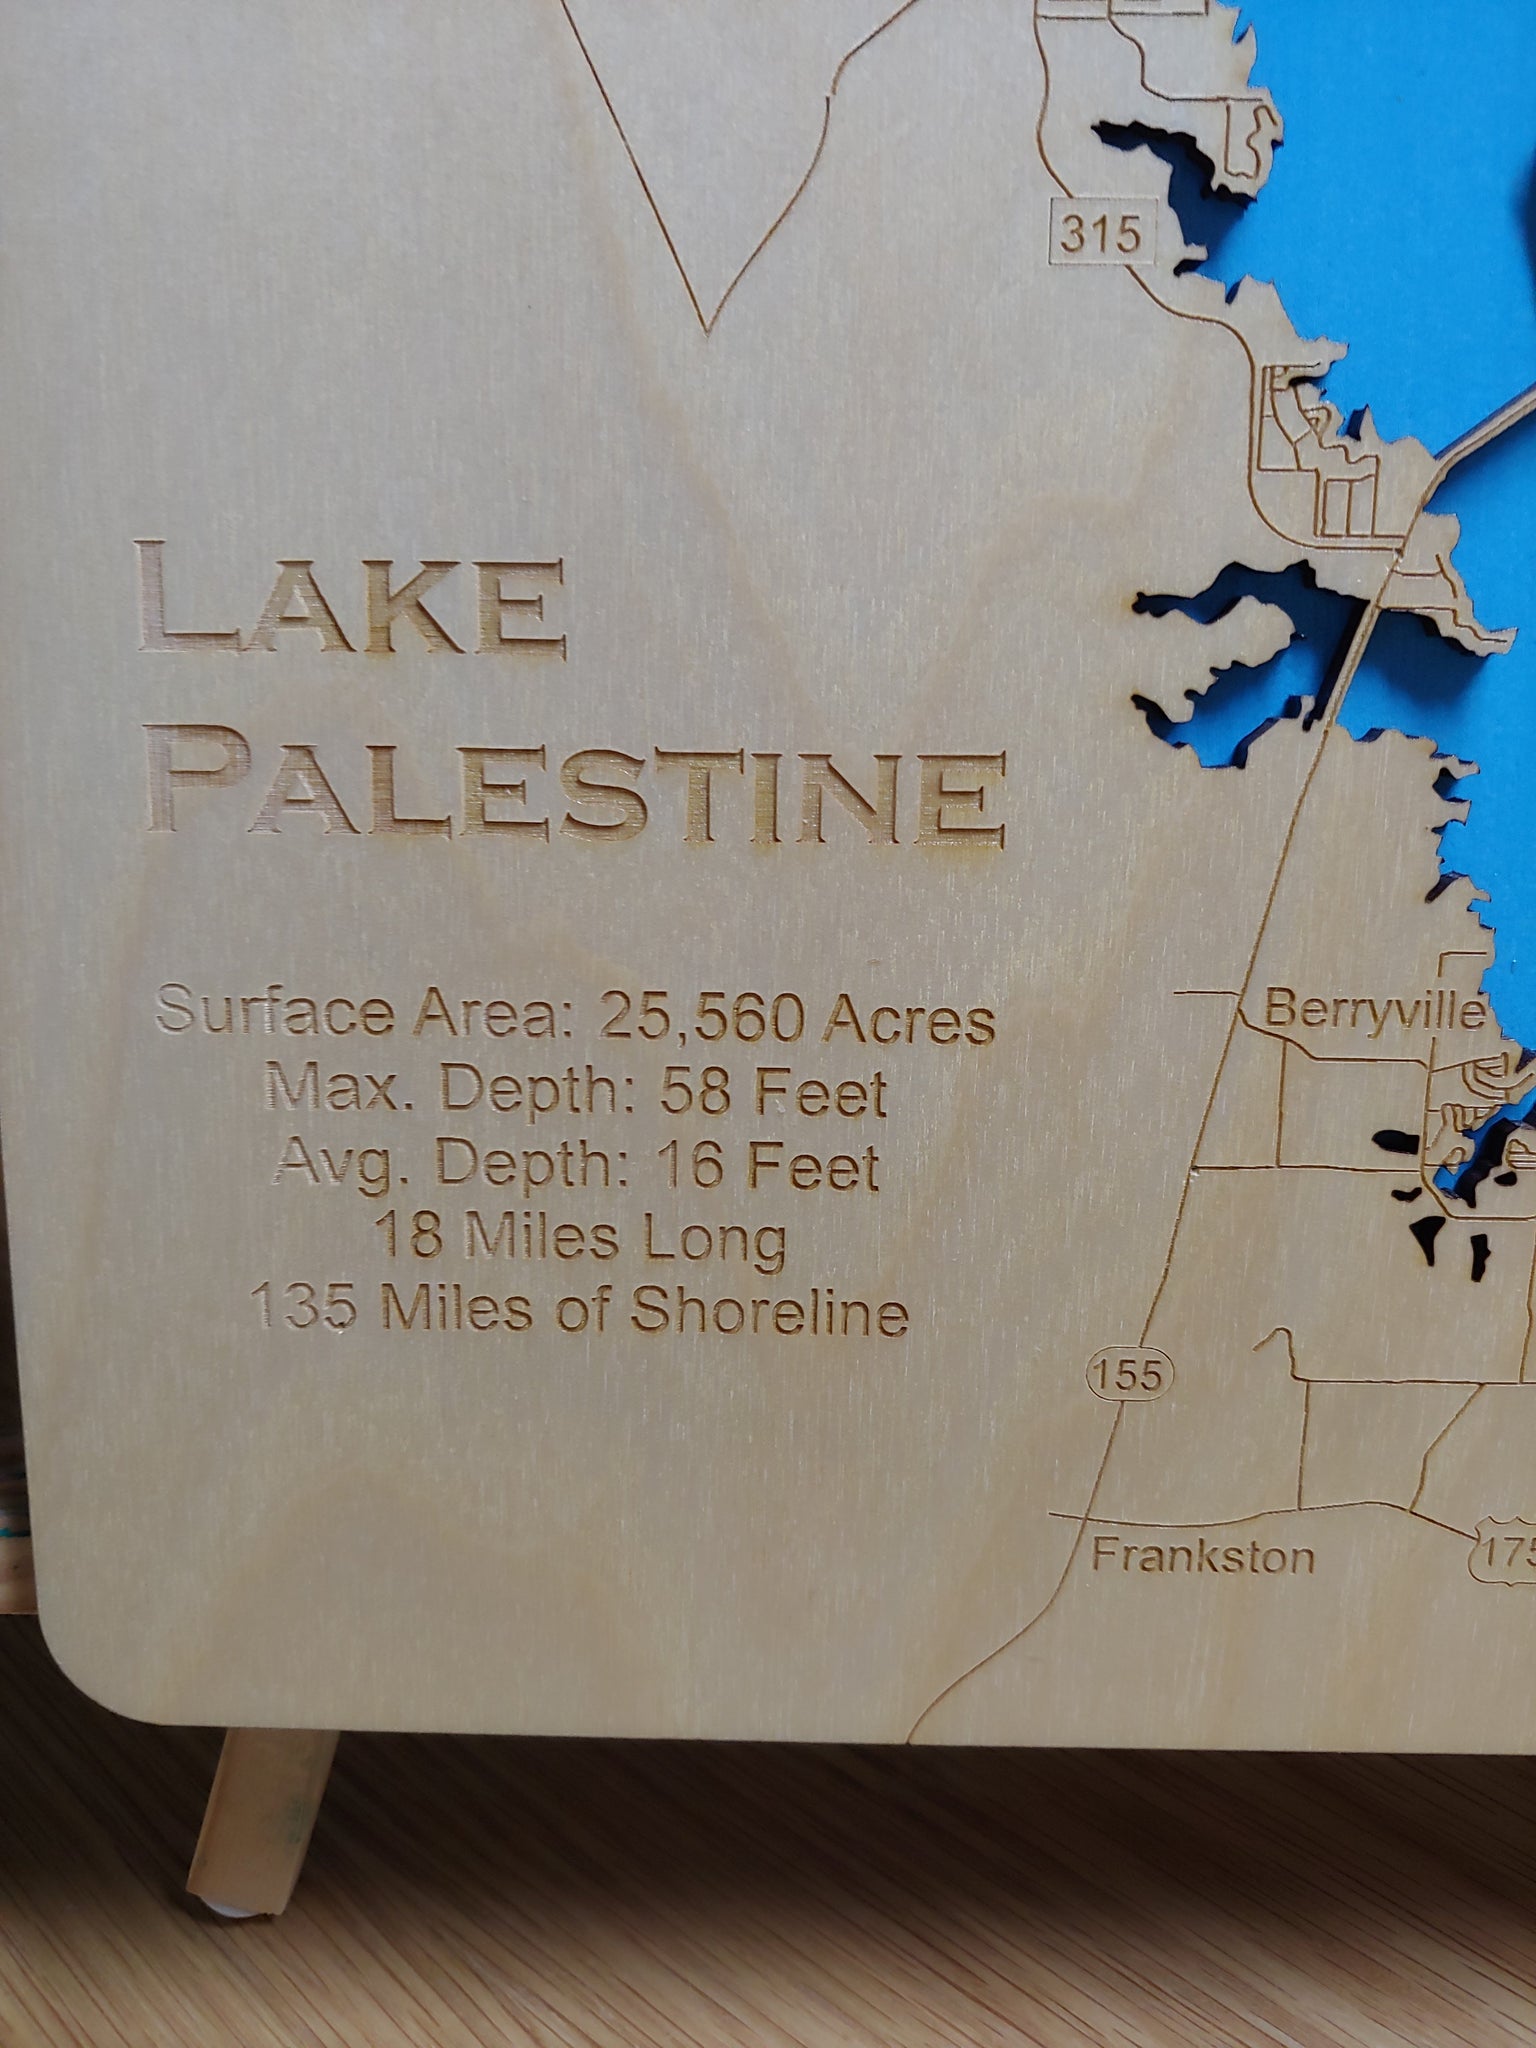 315
LAKE
PALESTINE
Surface Area: 25,560 Acres
Max. Depth: 58 Feet
Avg. Depth: 16 Feet
18 Miles Long
135 Miles of Shoreline
Berryville
155
Frankston
175